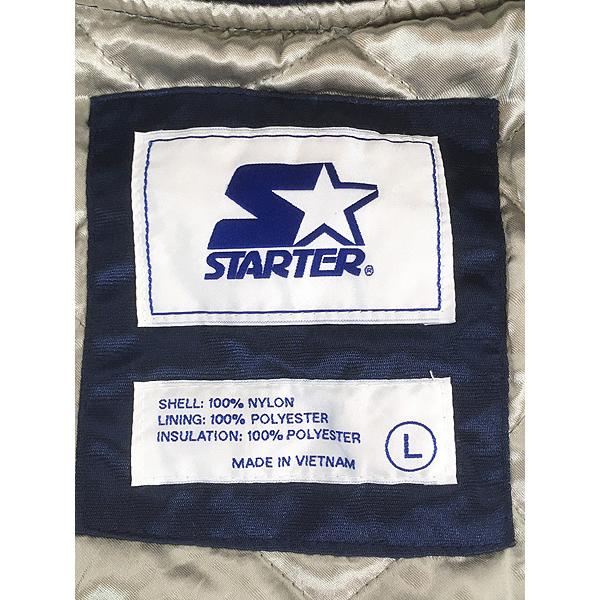 STARTER®
SHELL: 100% NYLON
LINING: 100% POLYESTER
INSULATION: 100% POLYESTER
MADE IN VIETNAM
L